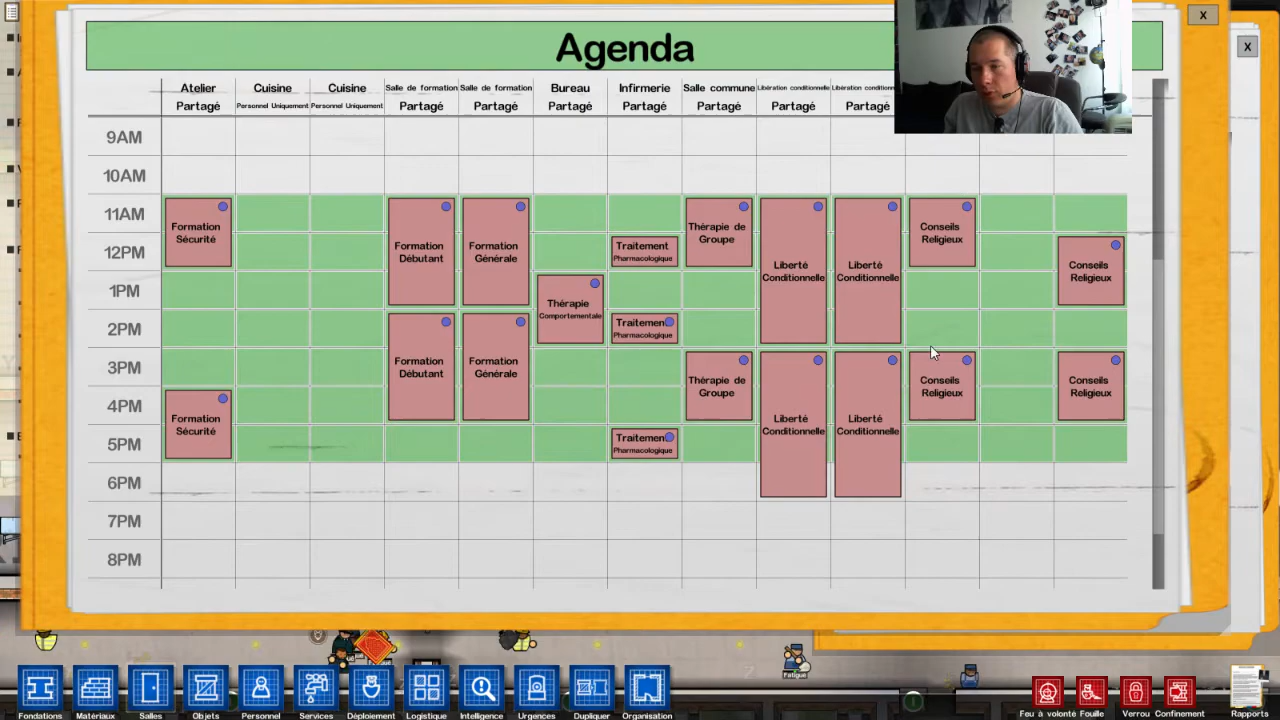 X
X
Agenda
Atelier Cuisine Cuisine Salle de formation Salle de formation Bureau Infirmerie Salle commune Libération conditionnelle
Partagé Personnel Uniquement Personnel Uniquement Partagé Partagé Partagé Partagé Partagé Partagé Partagé
9AM
10AM
11AM
12PM
1PM
2PM
3PM
4PM
5PM
6PM
7PM
8PM
Formation
Sécurité
Formation
Sécurité
Formation
Débutant
Formation
Débutant
Formation
Générale
Formation
Générale
Thérapie
Comportementale
Traitement
Pharmacologique
Traitemen
Pharmacologique
Traitemen
Pharmacologique
Thérapie de
Groupe
Thérapie de
Groupe
Liberté
Conditionnelle
Liberté
Conditionnelle
Liberté
Conditionnelle
Liberté
Conditionnelle
Conseils
Religieux
Conseils
Religieux
Conseils
Religieux
Conseils
Religieux
Fatigué
Fondations Matériaux Salles Objets Personnel Services Déploiement Logistique Intelligence Urgences Dupliquer Organisation
Feu à volonté Fouille Verrou Confinement Rapports